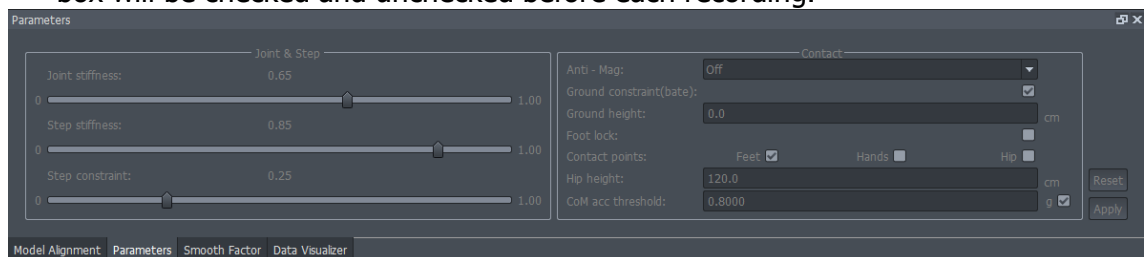 box will be checked and unchecked before each recording.
Parameters
Joint & Step
Joint stiffness: 0.65
0 1.00
Step stiffness: 0.85
0 1.00
Step constraint: 0.25
0 1.00
Contact
Anti - Mag: Off
Ground constraint(bate):
Ground height: 0.0 cm
Foot lock:
Contact points: Feet Hands Hip
Hip height: 120.0 cm
CoM acc threshold: 0.8000 g
Reset
Apply
Model Alignment Parameters Smooth Factor Data Visualizer